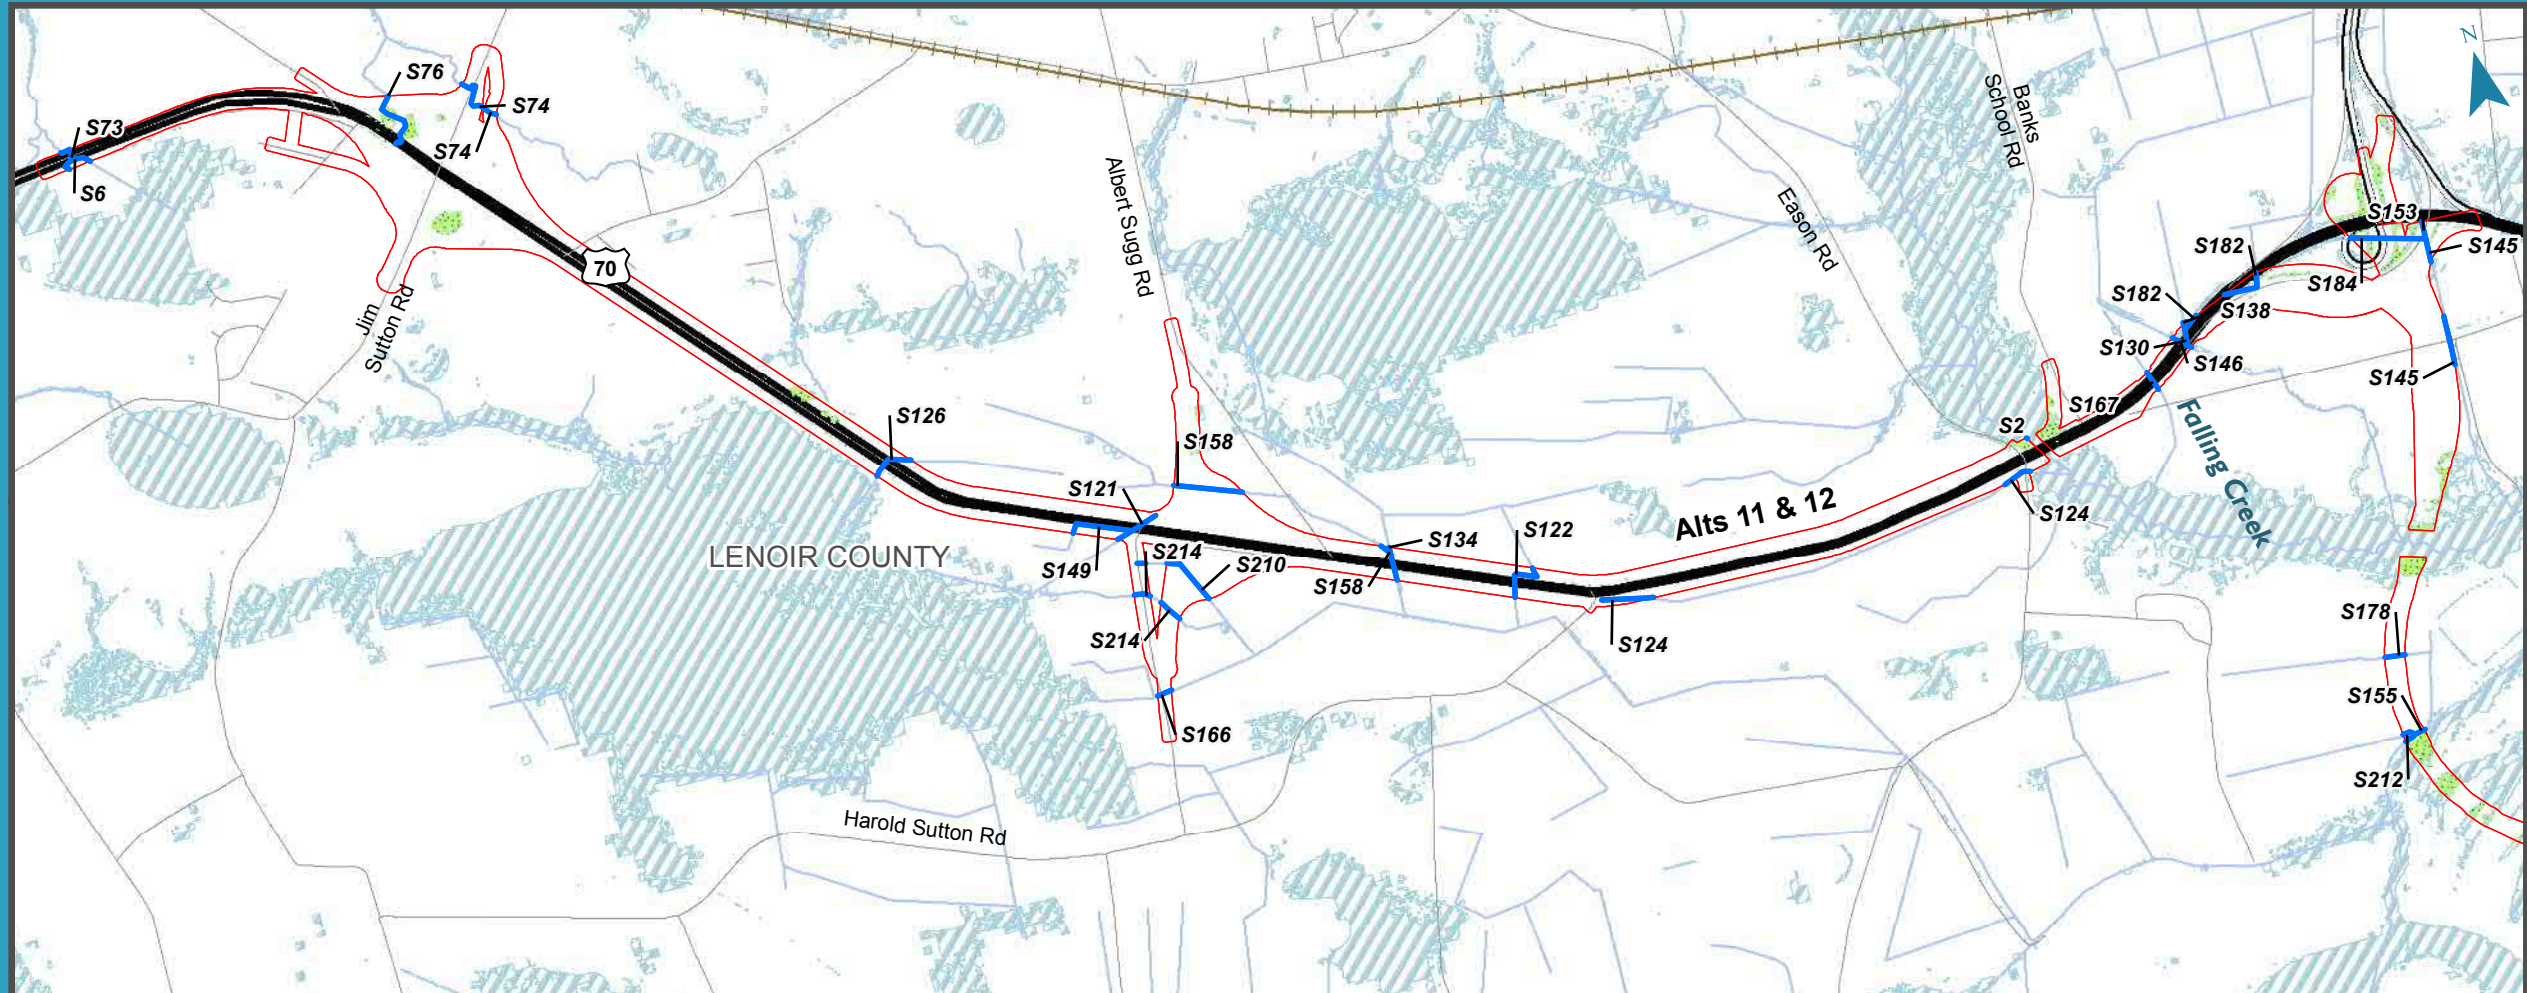 N
S76
S74
S73
S74
S6
Banks
School Rd
Albert Sugg Rd
Eason Rd
70
S153
S182
S145
S184
S182
S138
S130
S146
S145
Jim
Sutton Rd
S126
S158
S2
S167
Falling Creek
S121
Alts 11 & 12
S124
LENOIR COUNTY
S149
S214
S210
S134
S158
S122
S214
S124
S178
S166
S155
S212
Harold Sutton Rd